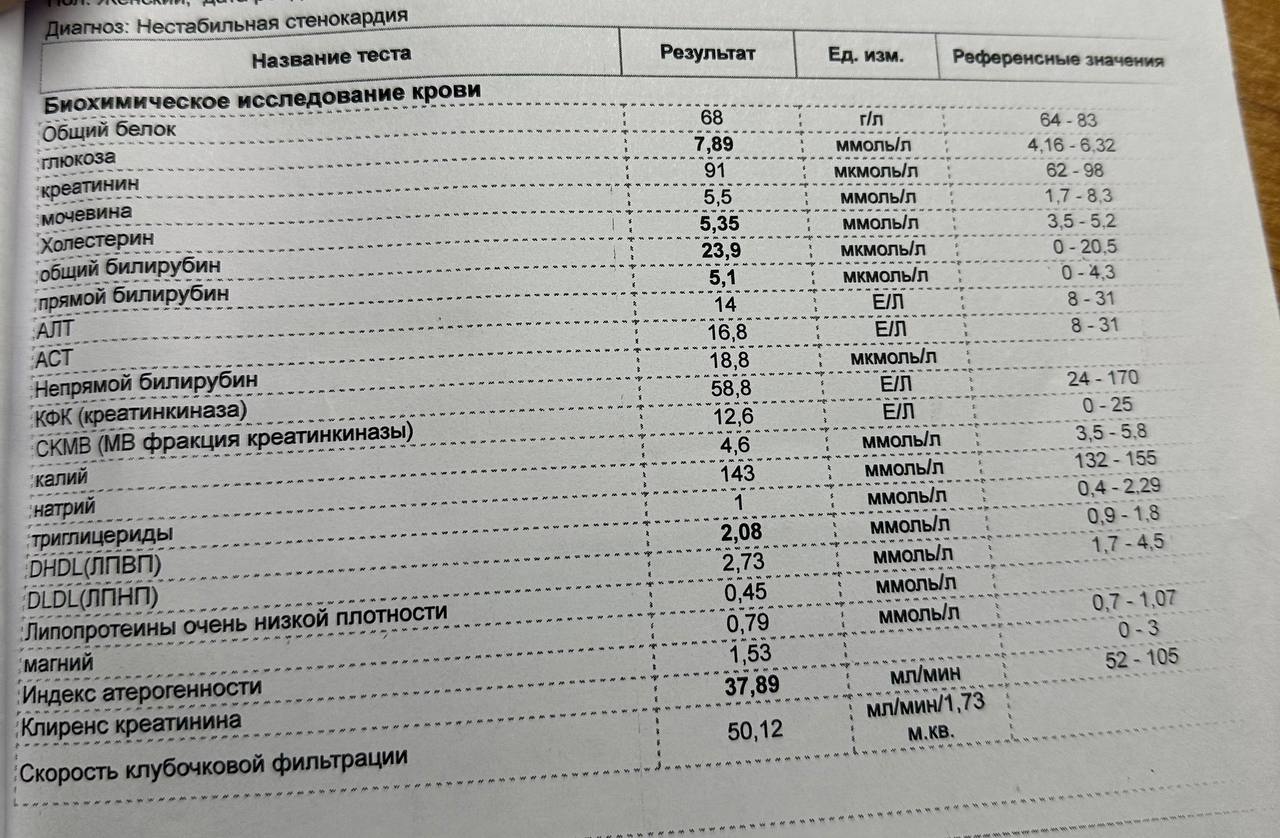 Пол: Женский, дата
Диагноз: Нестабильная стенокардия
Название теста Результат Ед. изм. Референсные значения
Биохимическое исследование крови
Общий белок 68 г/л 64 - 83
глюкоза 7,89 ммоль/л 4,16 - 6,32
креатинин 91 мкмоль/л 62 - 98
мочевина 5,5 ммоль/л 1,7 - 8,3
Холестерин 5,35 ммоль/л 3,5 - 5,2
общий билирубин 23,9 мкмоль/л 0 - 20,5
прямой билирубин 5,1 мкмоль/л 0 - 4,3
АЛТ 14 Е/Л 8 - 31
АСТ 16,8 Е/Л 8 - 31
Непрямой билирубин 18,8 мкмоль/л
КФК (креатинкиназа) 58,8 Е/Л 24 - 170
СКМВ (МВ фракция креатинкиназы) 12,6 Е/Л 0 - 25
калий 4,6 ммоль/л 3,5 - 5,8
натрий 143 ммоль/л 132 - 155
триглицериды 1 ммоль/л 0,4 - 2,29
DHDL(ЛПВП) 2,08 ммоль/л 0,9 - 1,8
DLDL(ЛПНП) 2,73 ммоль/л 1,7 - 4,5
Липопротеины очень низкой плотности 0,45 ммоль/л
магний 0,79 ммоль/л 0,7 - 1,07
Индекс атерогенности 1,53 0 - 3
Клиренс креатинина 37,89 мл/мин 52 - 105
Скорость клубочковой фильтрации 50,12 мл/мин/1,73
м.кв.